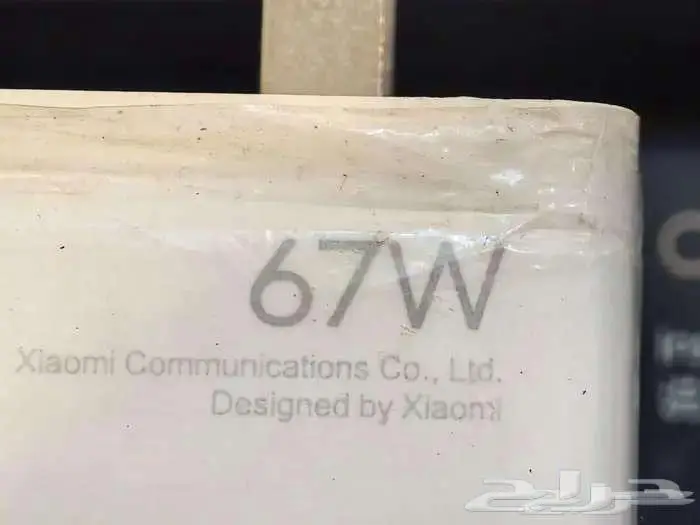 67W
Xiaomi Communications Co., Ltd.
Designed by Xiaomi
حراج